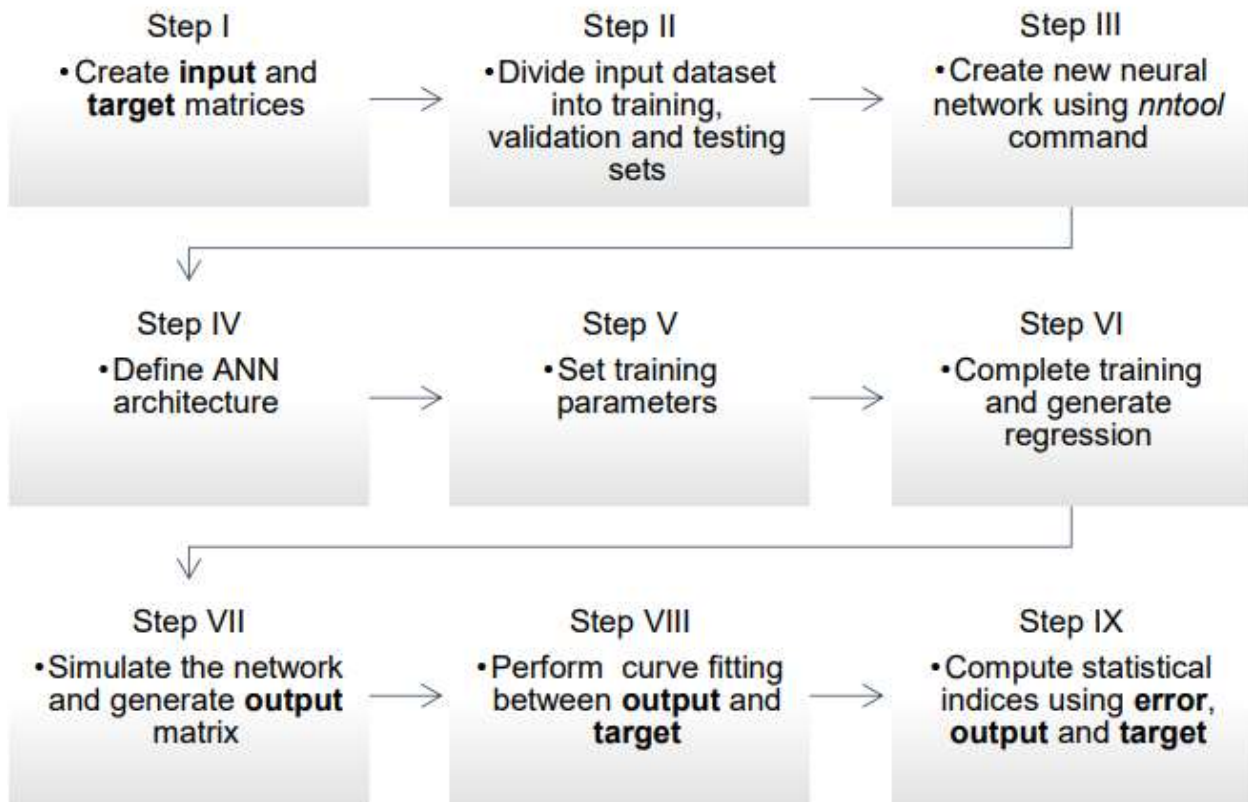 Step I
•Create input and
target matrices
Step II
•Divide input dataset
into training,
validation and testing
sets
Step III
•Create new neural
network using nntool
command
Step IV
•Define ANN
architecture
Step V
•Set training
parameters
Step VI
•Complete training
and generate
regression
Step VII
•Simulate the network
and generate output
matrix
Step VIII
•Perform curve fitting
between output and
target
Step IX
•Compute statistical
indices using error,
output and target